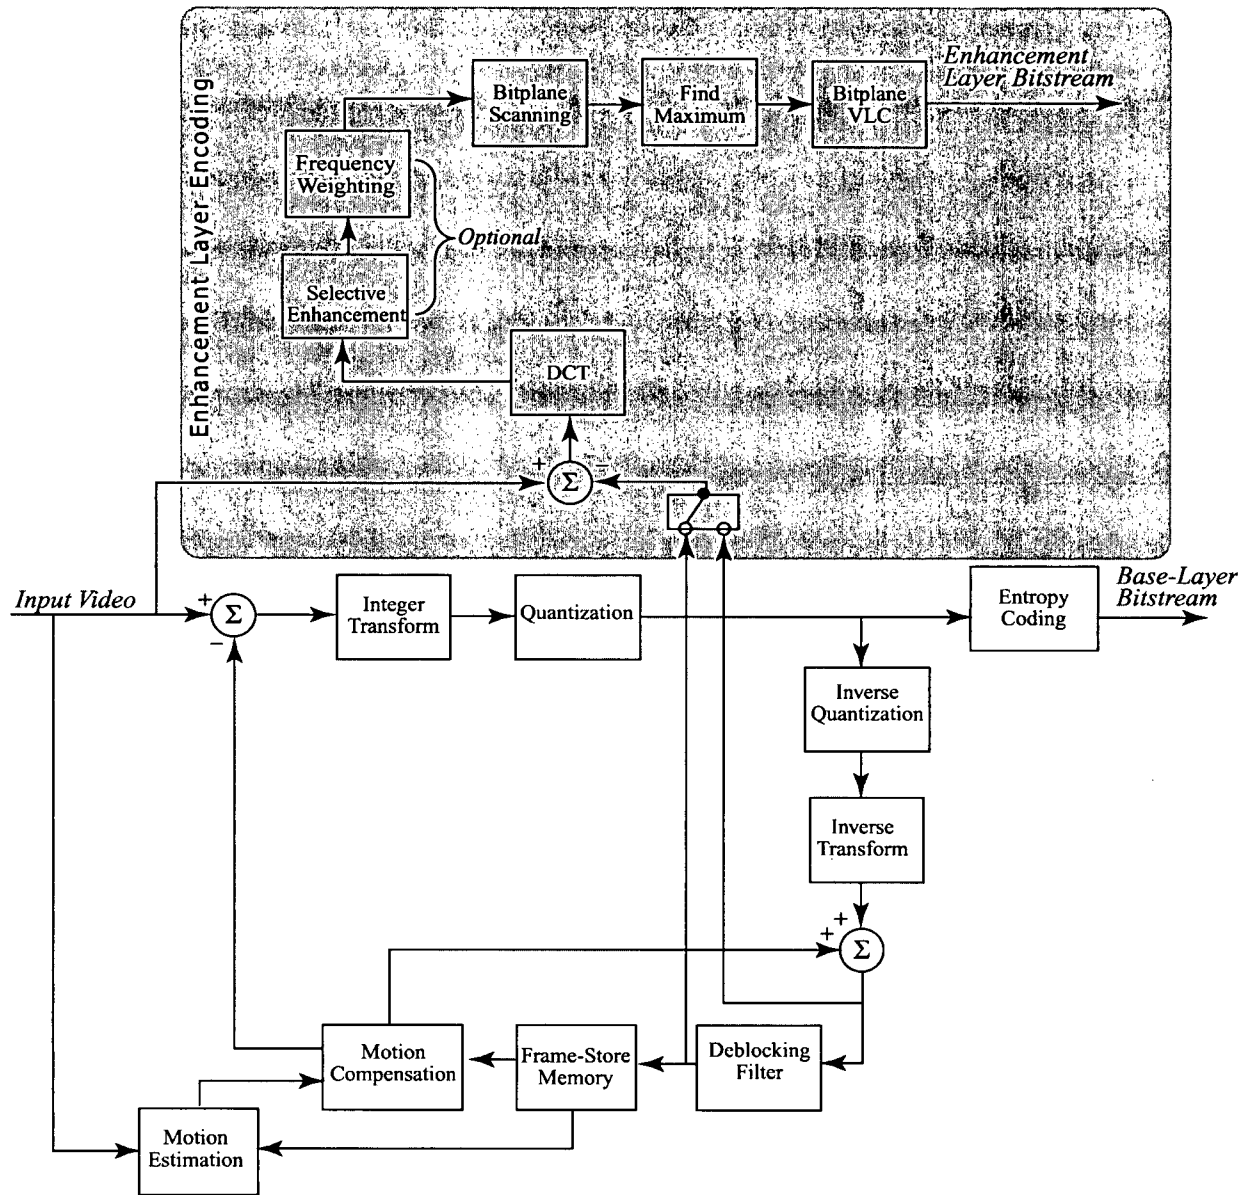 Enhancement Layer Encoding
Bitplane
Scanning
Find
Maximum
Bitplane
VLC
Enhancement
Layer Bitstream
Frequency
Weighting
Optional
Selective
Enhancement
DCT
+
−
Σ
Input Video
+
Σ
−
Integer
Transform
Quantization
Entropy
Coding
Base-Layer
Bitstream
Inverse
Quantization
Inverse
Transform
+
+
Σ
Motion
Compensation
Frame-Store
Memory
Deblocking
Filter
Motion
Estimation